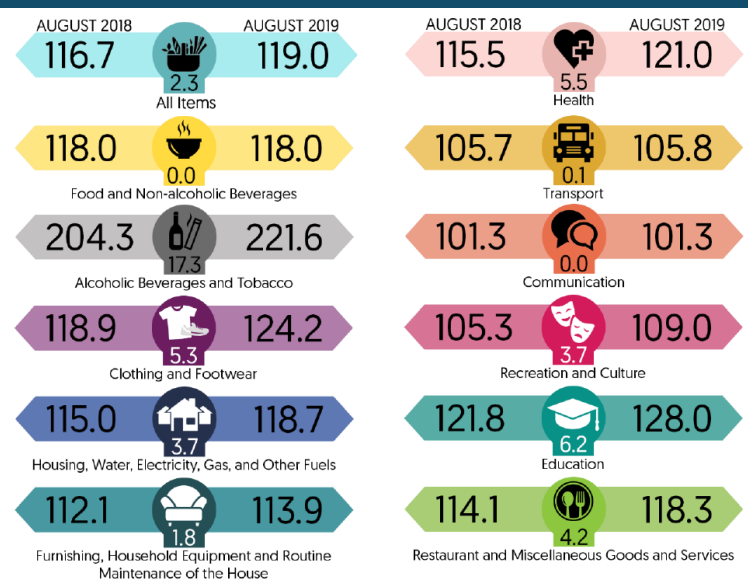 AUGUST 2018 AUGUST 2019
116.7 119.0
2.3
All Items
118.0 118.0
0.0
Food and Non-alcoholic Beverages
204.3 221.6
17.3
Alcoholic Beverages and Tobacco
118.9 124.2
5.3
Clothing and Footwear
115.0 118.7
3.7
Housing, Water, Electricity, Gas, and Other Fuels
112.1 113.9
1.8
Furnishing, Household Equipment and Routine
Maintenance of the House
AUGUST 2018 AUGUST 2019
115.5 121.0
5.5
Health
105.7 105.8
0.1
Transport
101.3 101.3
0.0
Communication
105.3 109.0
3.7
Recreation and Culture
121.8 128.0
6.2
Education
114.1 118.3
4.2
Restaurant and Miscellaneous Goods and Services